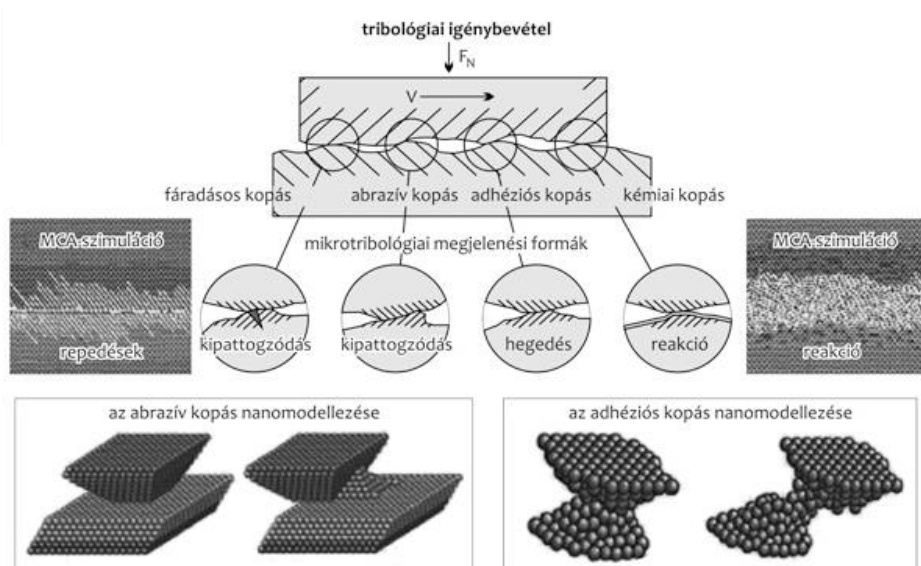 tribológiai igénybevétel
F_N
V
fáradásos kopás
abrazív kopás
adhéziós kopás
kémiai kopás
mikrotribológiai megjelenési formák
MCA-szimuláció
repedések
kipattogzódás
kipattogzódás
hegedés
reakció
MCA-szimuláció
reakció
az abrazív kopás nanomodellezése
az adhéziós kopás nanomodellezése